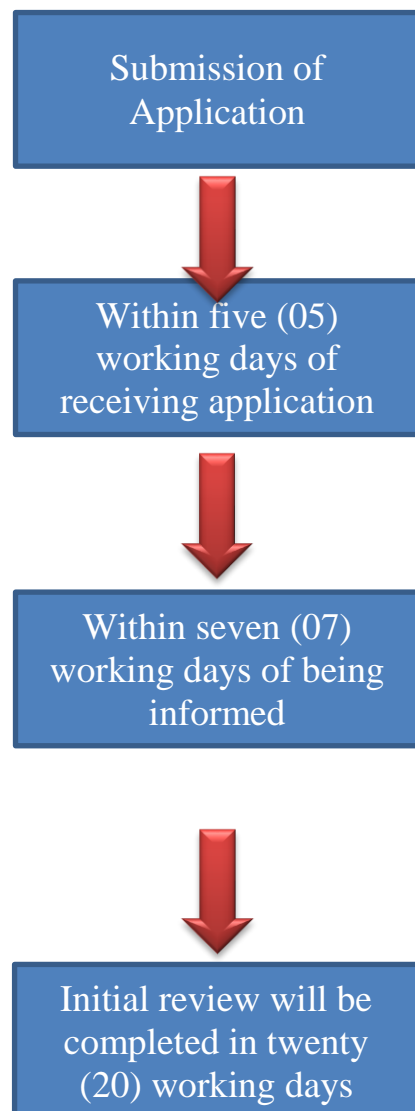 Submission of
Application
Within five (05)
working days of
receiving application
Within seven (07)
working days of being
informed
Initial review will be
completed in twenty
(20) working days